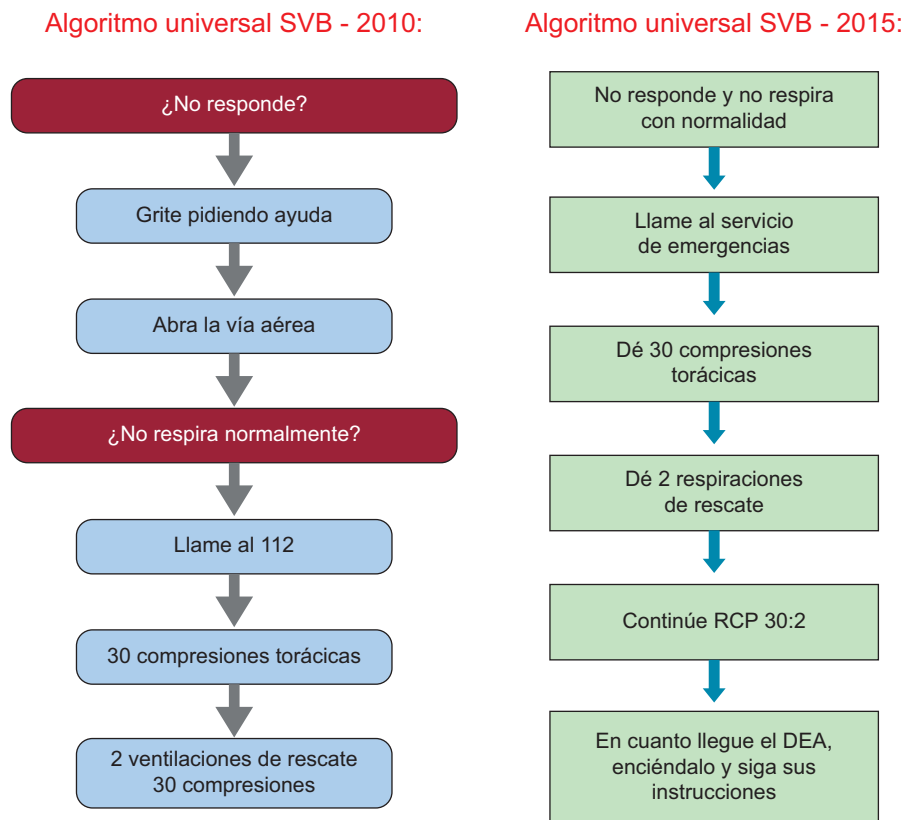 Algoritmo universal SVB - 2010:
¿No responde?
Grite pidiendo ayuda
Abra la vía aérea
¿No respira normalmente?
Llame al 112
30 compresiones torácicas
2 ventilaciones de rescate
30 compresiones
Algoritmo universal SVB - 2015:
No responde y no respira
con normalidad
Llame al servicio
de emergencias
Dé 30 compresiones
torácicas
Dé 2 respiraciones
de rescate
Continúe RCP 30:2
En cuanto llegue el DEA,
enciéndalo y siga sus
instrucciones